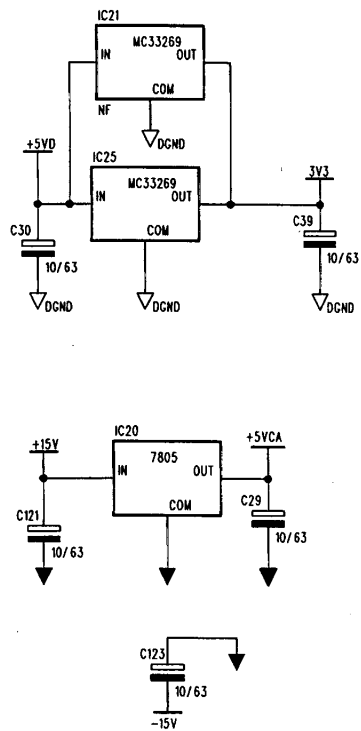 IC21
MC33269
IN OUT
COM
NF
DGND
+5VD
IC25
MC33269
IN OUT
COM
3V3
C30
10/63
C39
10/63
DGND
DGND
DGND
IC20
7805
IN OUT
COM
+15V
+5VCA
C121
10/63
C29
10/63
C123
10/63
-15V